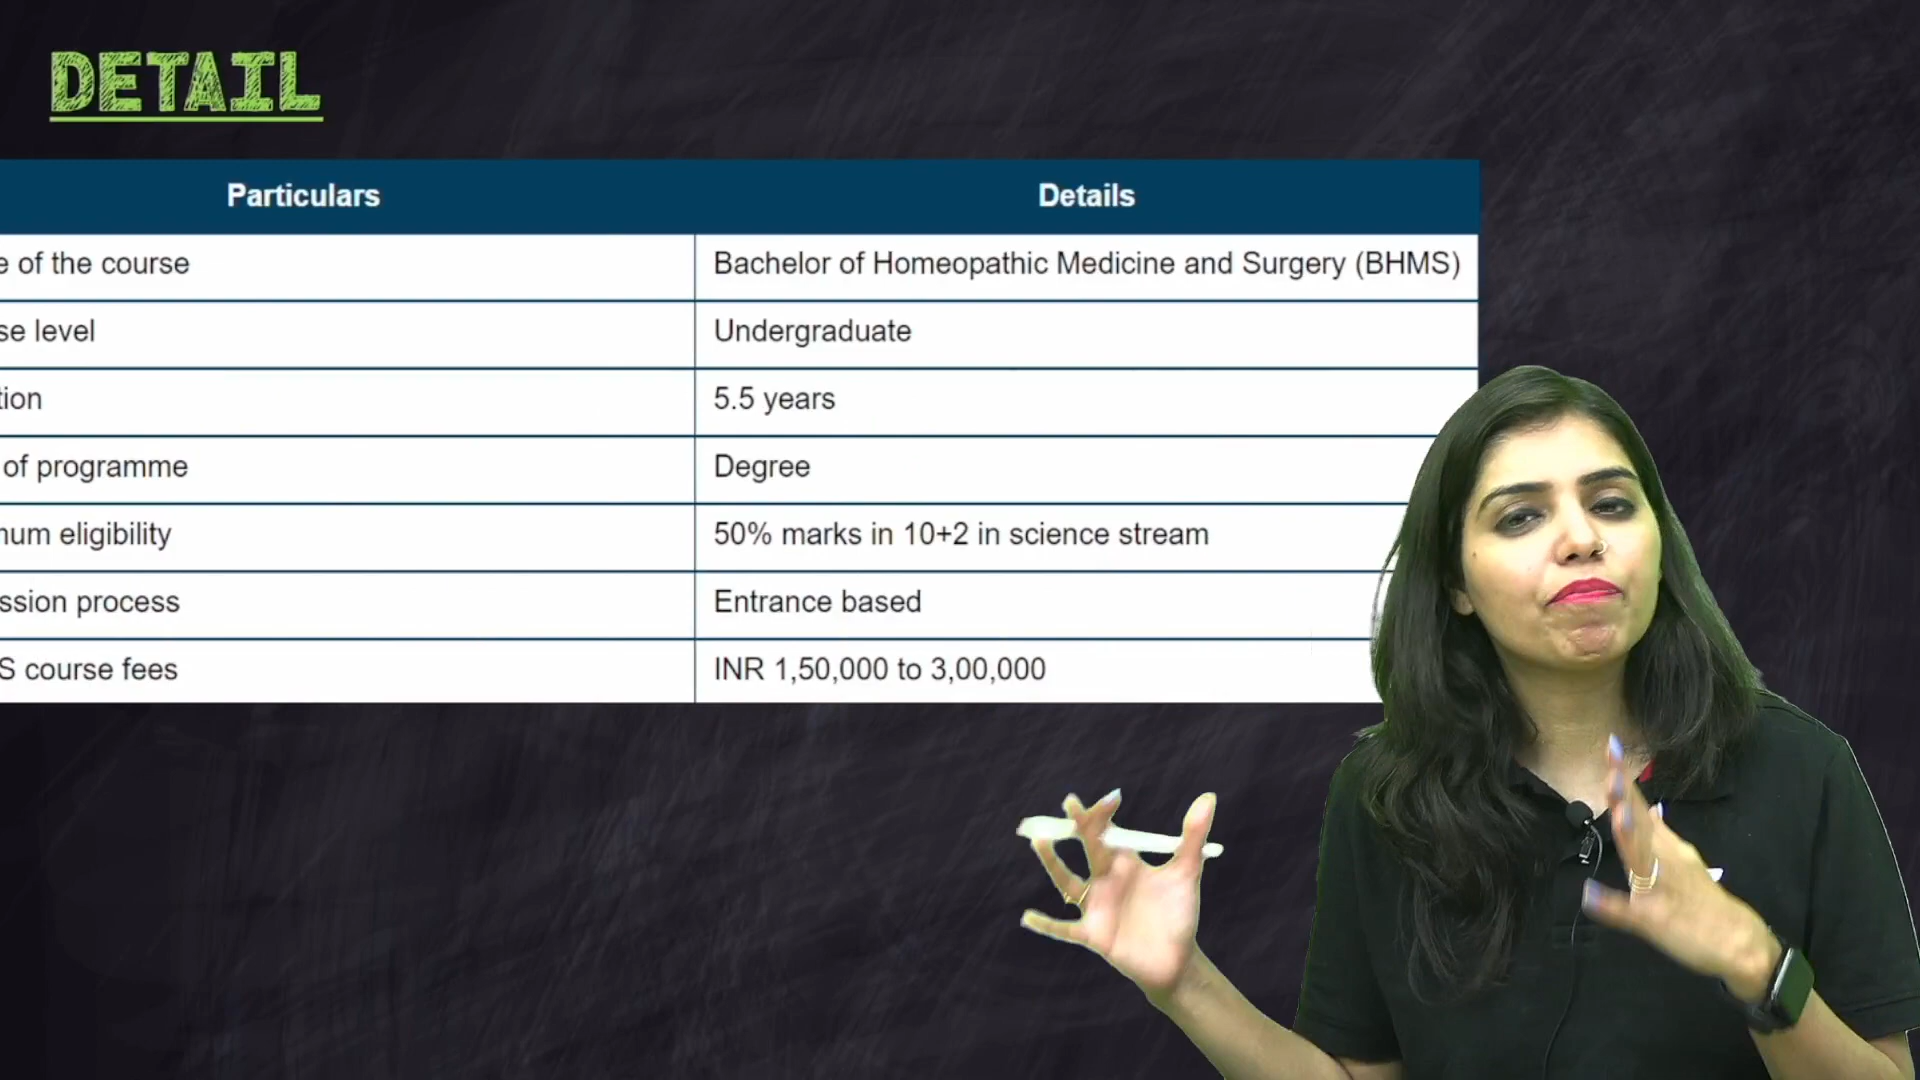 DETAIL
Particulars Details
e of the course Bachelor of Homeopathic Medicine and Surgery (BHMS)
se level Undergraduate
tion 5.5 years
of programme Degree
num eligibility 50% marks in 10+2 in science stream
ssion process Entrance based
S course fees INR 1,50,000 to 3,00,000